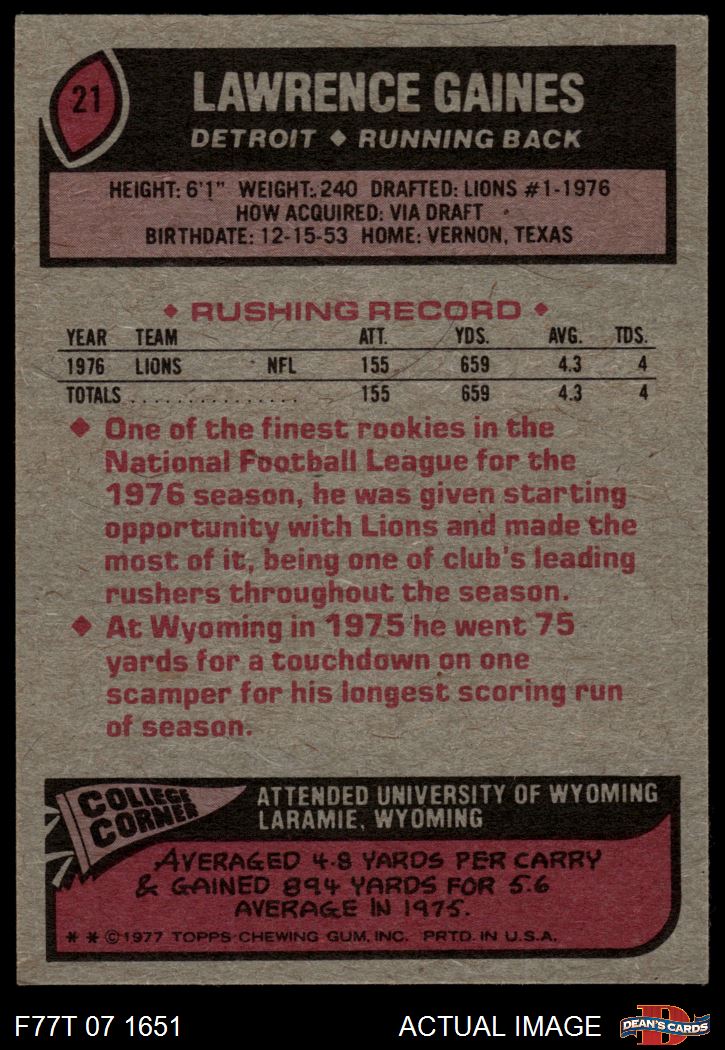 21
LAWRENCE GAINES
DETROIT ◆ RUNNING BACK
HEIGHT: 6'1" WEIGHT: 240 DRAFTED: LIONS #1-1976
HOW ACQUIRED: VIA DRAFT
BIRTHDATE: 12-15-53 HOME: VERNON, TEXAS
◆ RUSHING RECORD ◆
YEAR TEAM ATT. YDS. AVG. TDS.
1976 LIONS NFL 155 659 4.3 4
TOTALS ............... 155 659 4.3 4
◆ One of the finest rookies in the
National Football League for the
1976 season, he was given starting
opportunity with Lions and made the
most of it, being one of club's leading
rushers throughout the season.
◆ At Wyoming in 1975 he went 75
yards for a touchdown on one
scamper for his longest scoring run
of season.
COLLEGE
CORNER
ATTENDED UNIVERSITY OF WYOMING
LARAMIE, WYOMING
AVERAGED 4.8 YARDS PER CARRY
& GAINED 894 YARDS FOR 5.6
AVERAGE IN 1975.
* * ©1977 TOPPS CHEWING GUM, INC. PRTD. IN U.S.A.
F77T 07 1651 ACTUAL IMAGE
D
DEAN'S CARDS